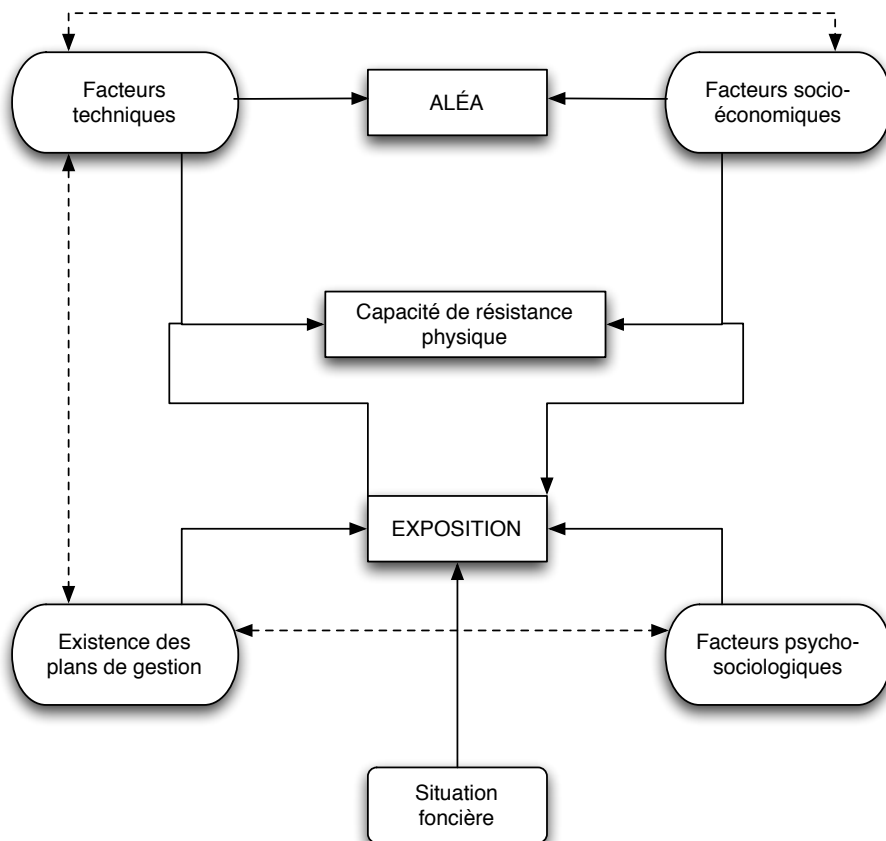 Facteurs
techniques
ALÉA
Facteurs socio-
économiques
Capacité de résistance
physique
EXPOSITION
Existence des
plans de gestion
Facteurs psycho-
sociologiques
Situation
foncière